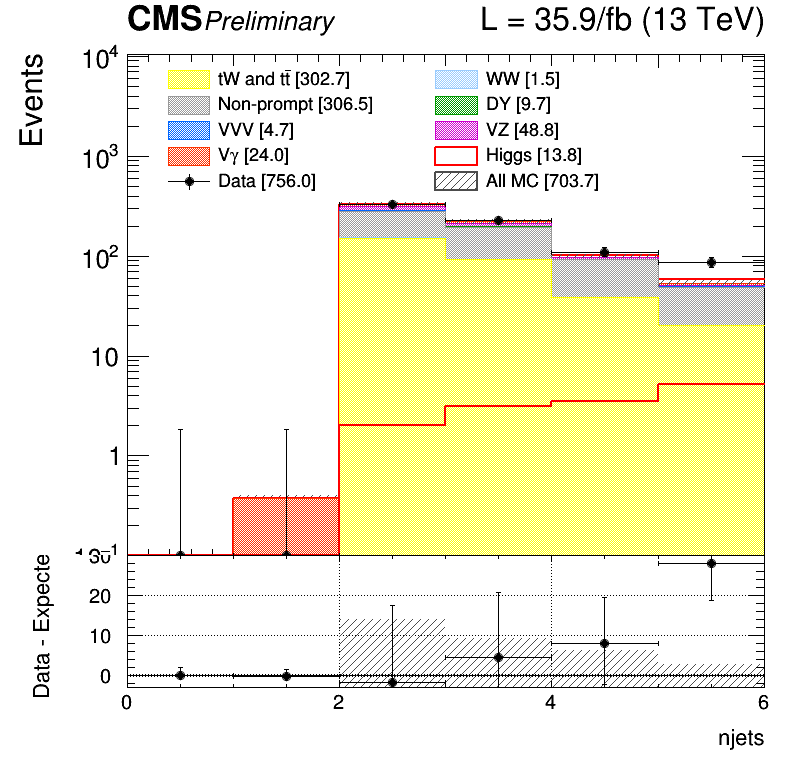 CMS Preliminary L = 35.9/fb (13 TeV)
Events
10⁴
10³
10²
10
1
tW and tt̄ [302.7]
Non-prompt [306.5]
VVV [4.7]
Vγ [24.0]
Data [756.0]
WW [1.5]
DY [9.7]
VZ [48.8]
Higgs [13.8]
All MC [703.7]
Data - Expecte
20
10
0
0 2 4 6
njets